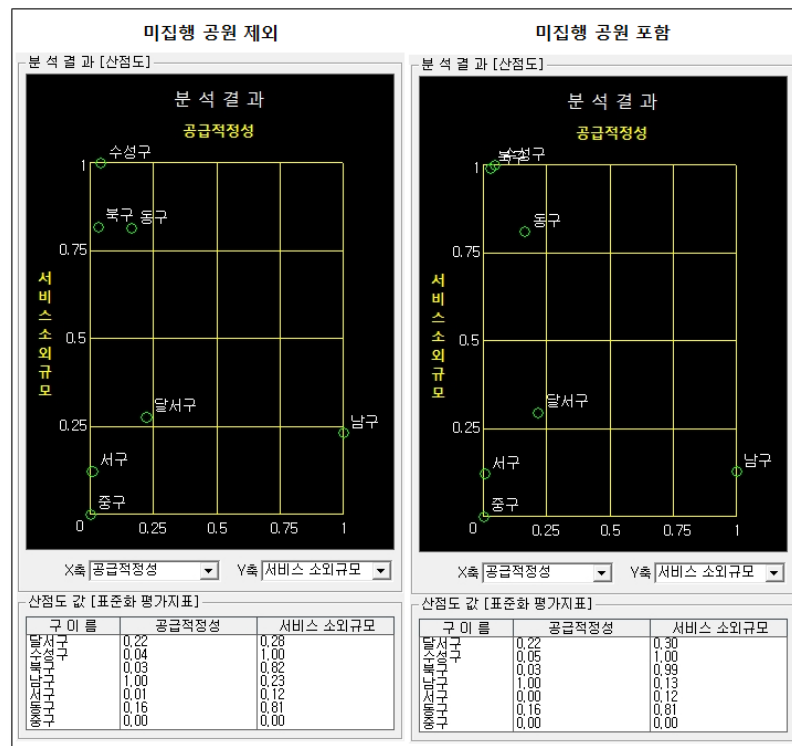 미집행 공원 제외
분 석 결 과 [산점도]
분 석 결 과
공급적정성
수성구
1
북구 동구
0.75
서비스소외규모
0.5
달서구
0.25
남구
서구
중구
0 0.25 0.5 0.75 1
X축 공급적정성 Y축 서비스 소외규모
산점도 값 [표준화 평가지표]
구 이 름 공급적정성 서비스 소외규모
달서구 0.22 0.28
수성구 0.04 1.00
북구 0.03 0.82
남구 1.00 0.23
서구 0.01 0.12
동구 0.16 0.81
중구 0.00 0.00
미집행 공원 포함
분 석 결 과 [산점도]
분 석 결 과
공급적정성
북구 수성구
1
동구
0.75
서비스소외규모
0.5
달서구
0.25
남구
서구
중구
0 0.25 0.5 0.75 1
X축 공급적정성 Y축 서비스 소외규모
산점도 값 [표준화 평가지표]
구 이 름 공급적정성 서비스 소외규모
달서구 0.22 0.30
수성구 0.05 1.00
북구 0.03 0.99
남구 1.00 0.13
서구 0.00 0.12
동구 0.16 0.81
중구 0.00 0.00